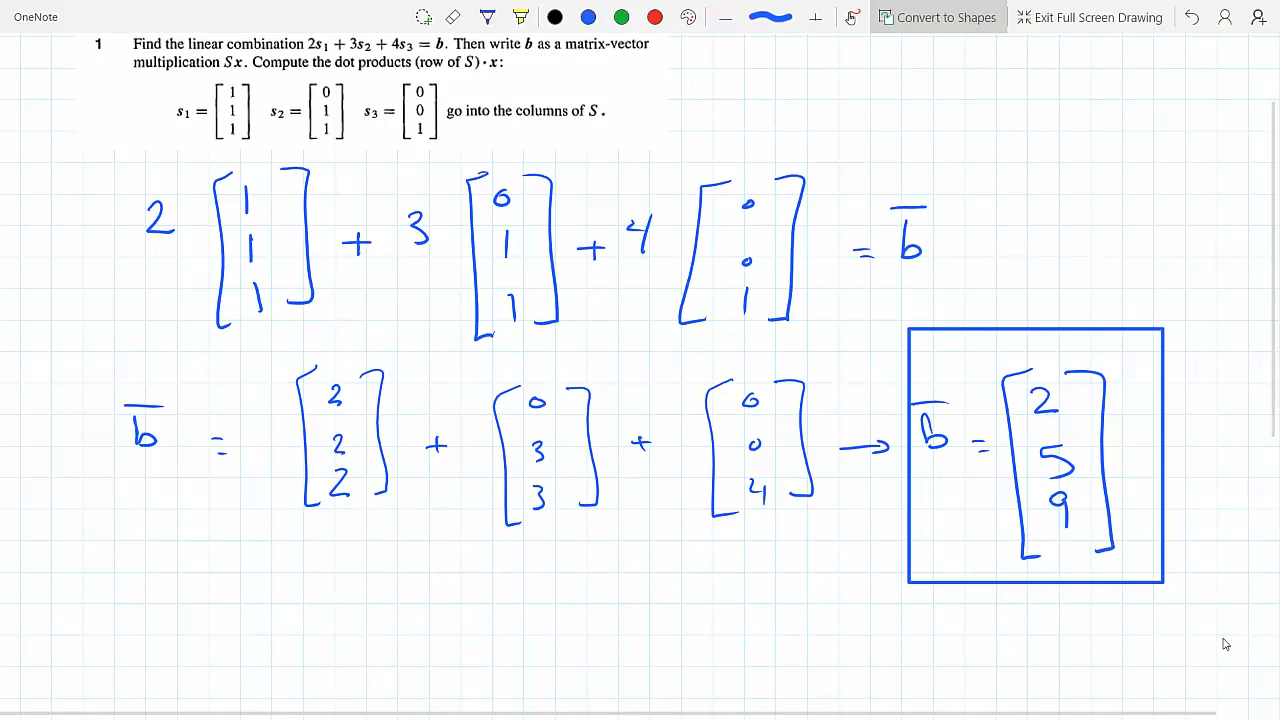 OneNote
Convert to Shapes
Exit Full Screen Drawing
1 Find the linear combination 2s₁ + 3s₂ + 4s₃ = b. Then write b as a matrix-vector
multiplication Sx. Compute the dot products (row of S) · x:
s₁ = [1 1 1] s₂ = [0 1 1] s₃ = [0 0 1] go into the columns of S.
2 [1 1 1] + 3 [0 1 1] + 4 [0 0 1] = b̅
b̅ = [2 2 2] + [0 3 3] + [0 0 4] → b̅ = [2 5 9]